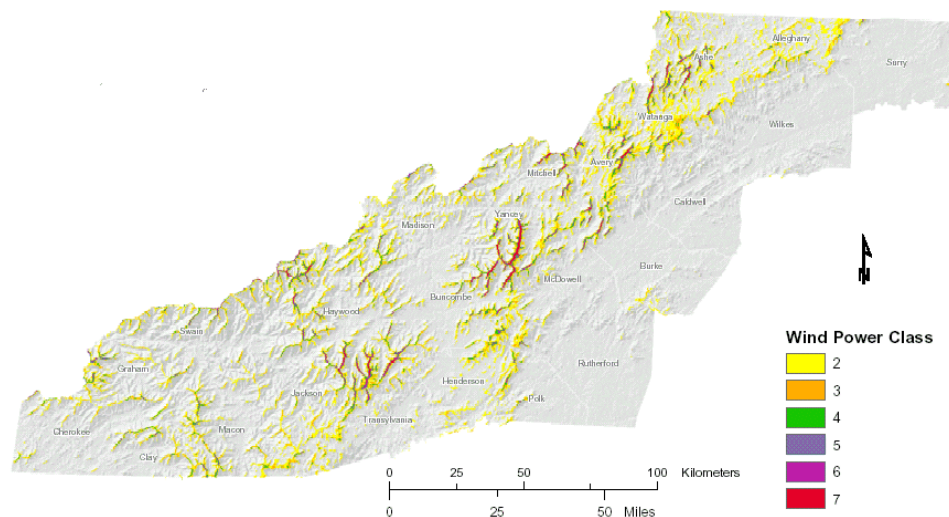 Alleghany
Ashe
Surry
Watauga
Wilkes
Avery
Mitchell
Caldwell
Yancey
Madison
Burke
McDowell
Buncombe
Haywood
Swain
Rutherford
Graham
Henderson
Jackson
Polk
Transylvania
Cherokee
Macon
Clay
N
Wind Power Class
2
3
4
5
6
7
0 25 50 100 Kilometers
0 25 50 Miles